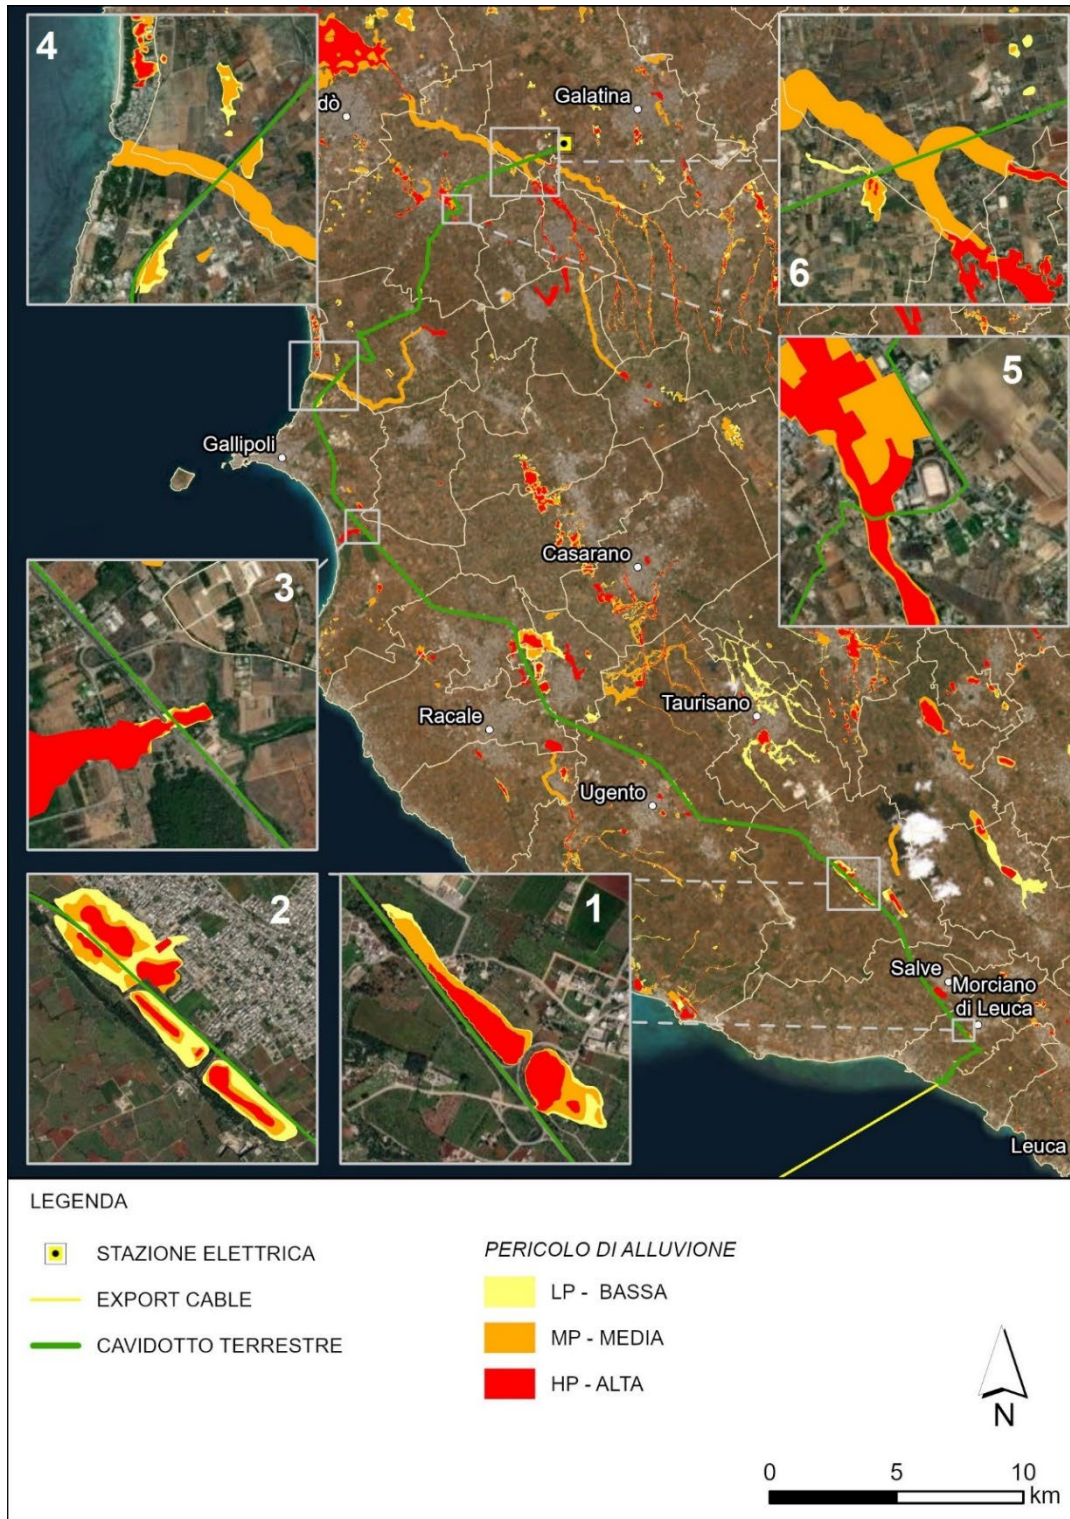 4
dò
Galatina
6
5
Gallipoli
Casarano
3
Racale
Taurisano
Ugento
2
1
Salve
Morciano
di Leuca
Leuca
LEGENDA
STAZIONE ELETTRICA
EXPORT CABLE
CAVIDOTTO TERRESTRE
PERICOLO DI ALLUVIONE
LP - BASSA
MP - MEDIA
HP - ALTA
N
0 5 10
km